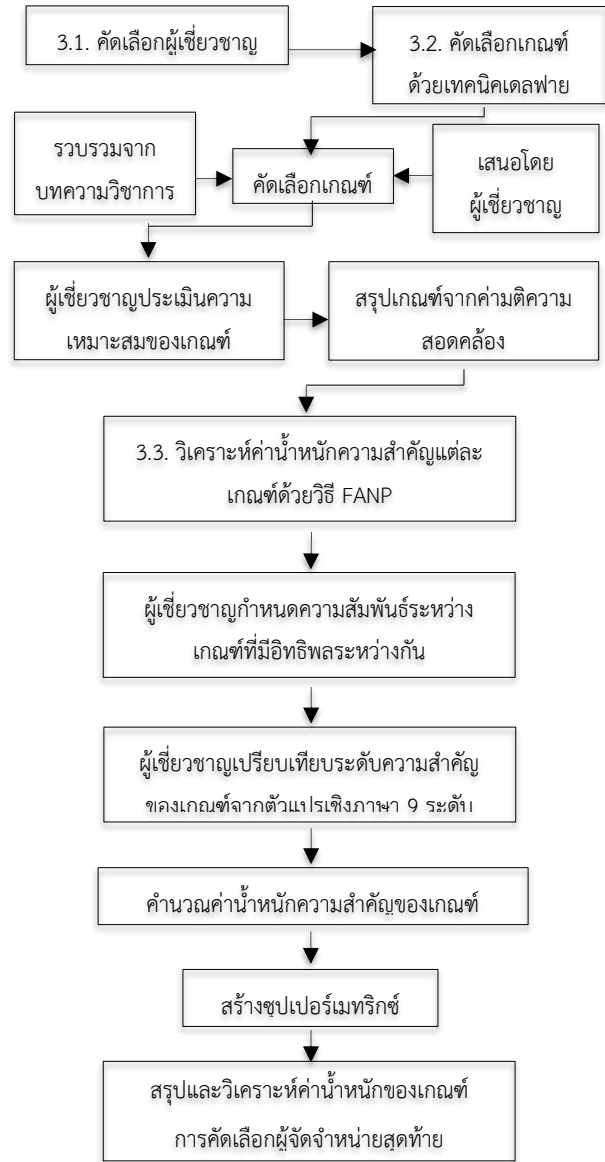 3.1. คัดเลือกผู้เชี่ยวชาญ
3.2. คัดเลือกเกณฑ์
ด้วยเทคนิคเดลฟาย
รวบรวมจาก
บทความวิชาการ
คัดเลือกเกณฑ์
เสนอโดย
ผู้เชี่ยวชาญ
ผู้เชี่ยวชาญประเมินความ
เหมาะสมของเกณฑ์
สรุปเกณฑ์จากค่ามติความ
สอดคล้อง
3.3. วิเคราะห์ค่าน้ำหนักความสำคัญแต่ละ
เกณฑ์ด้วยวิธี FANP
ผู้เชี่ยวชาญกำหนดความสัมพันธ์ระหว่าง
เกณฑ์ที่มีอิทธิพลระหว่างกัน
ผู้เชี่ยวชาญเปรียบเทียบระดับความสำคัญ
ของเกณฑ์จากตัวแปรเชิงภาษา 9 ระดับ
คำนวณค่าน้ำหนักความสำคัญของเกณฑ์
สร้างซุปเปอร์เมทริกซ์
สรุปและวิเคราะห์ค่าน้ำหนักของเกณฑ์
การคัดเลือกผู้จัดจำหน่ายสุดท้าย